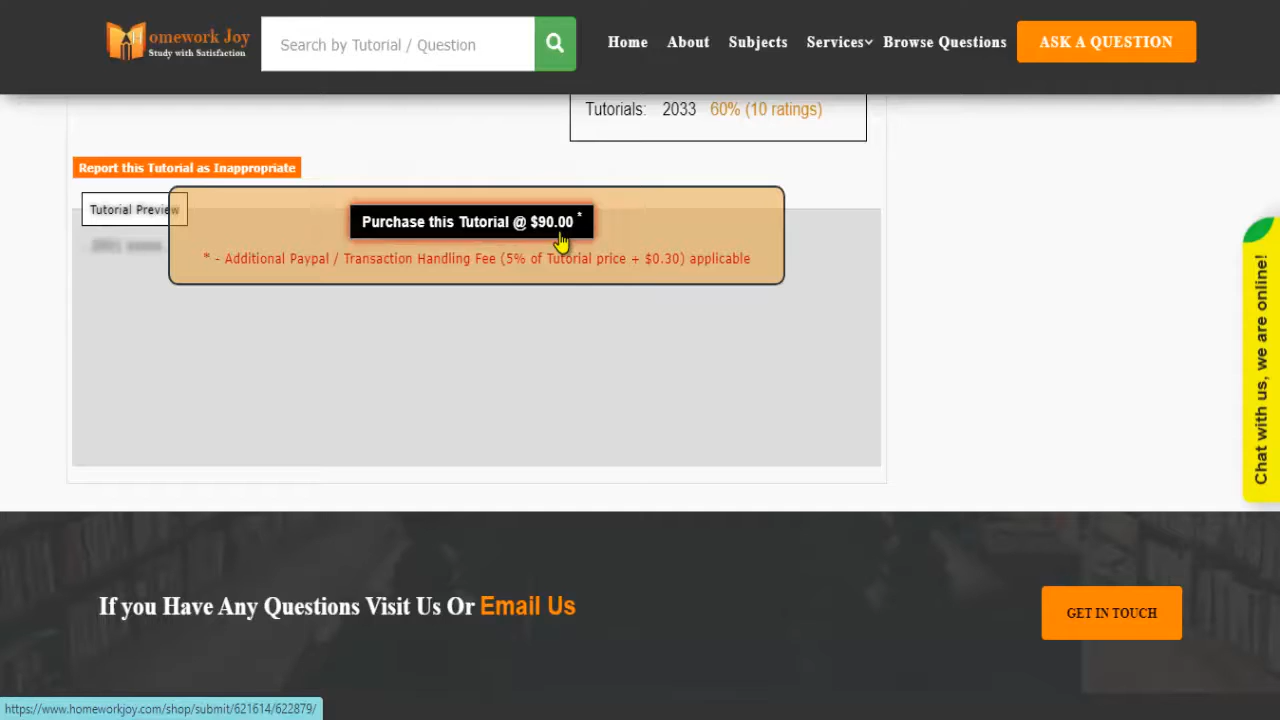 Homework Joy
Study with Satisfaction
Search by Tutorial / Question
Home
About
Subjects
Services
Browse Questions
ASK A QUESTION
Tutorials: 2033 60% (10 ratings)
Report this Tutorial as Inappropriate
Tutorial Preview
Purchase this Tutorial @ $90.00 *
* - Additional Paypal / Transaction Handling Fee (5% of Tutorial price + $0.30) applicable
Chat with us, we are online!
If you Have Any Questions Visit Us Or Email Us
GET IN TOUCH
https://www.homeworkjoy.com/shop/submit/621614/622879/